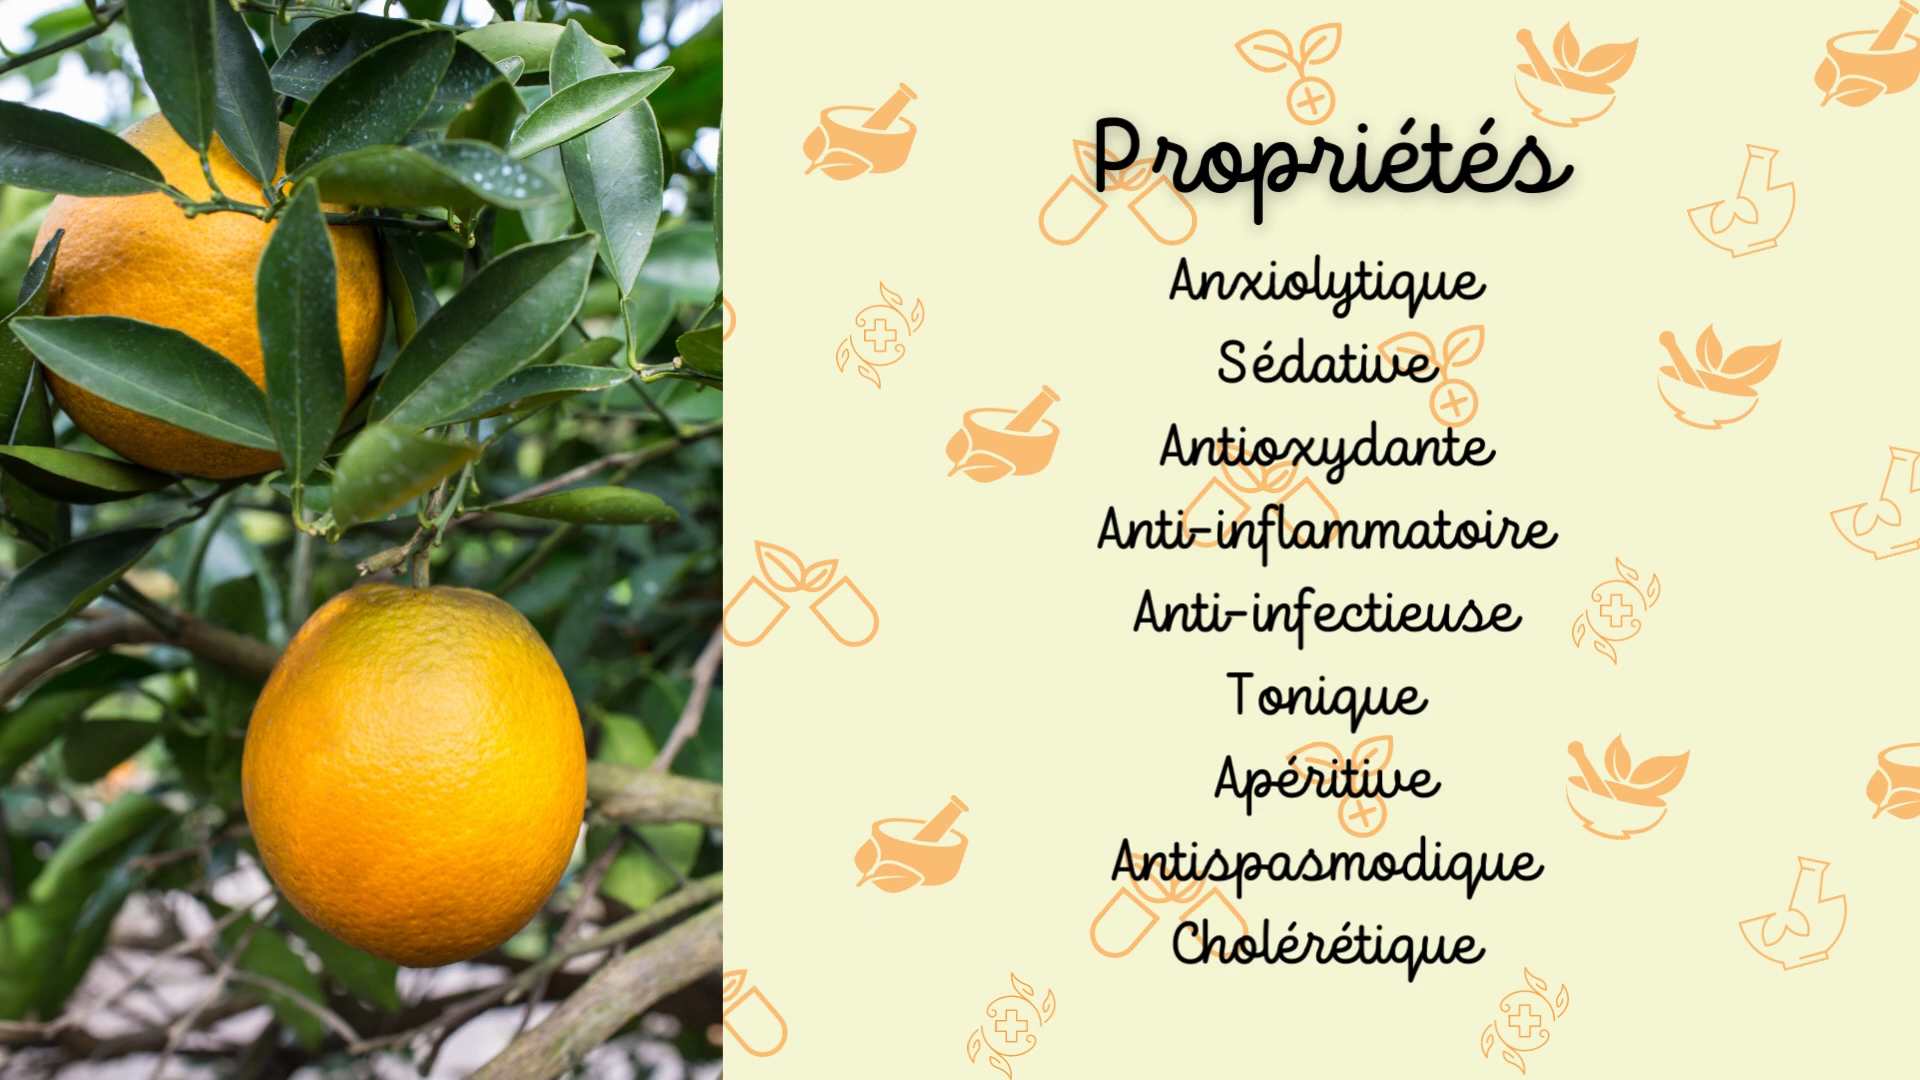 Propriétés
Anxiolytique
Sédative
Antioxydante
Anti-inflammatoire
Anti-infectieuse
Tonique
Apéritive
Antispasmodique
Cholérétique